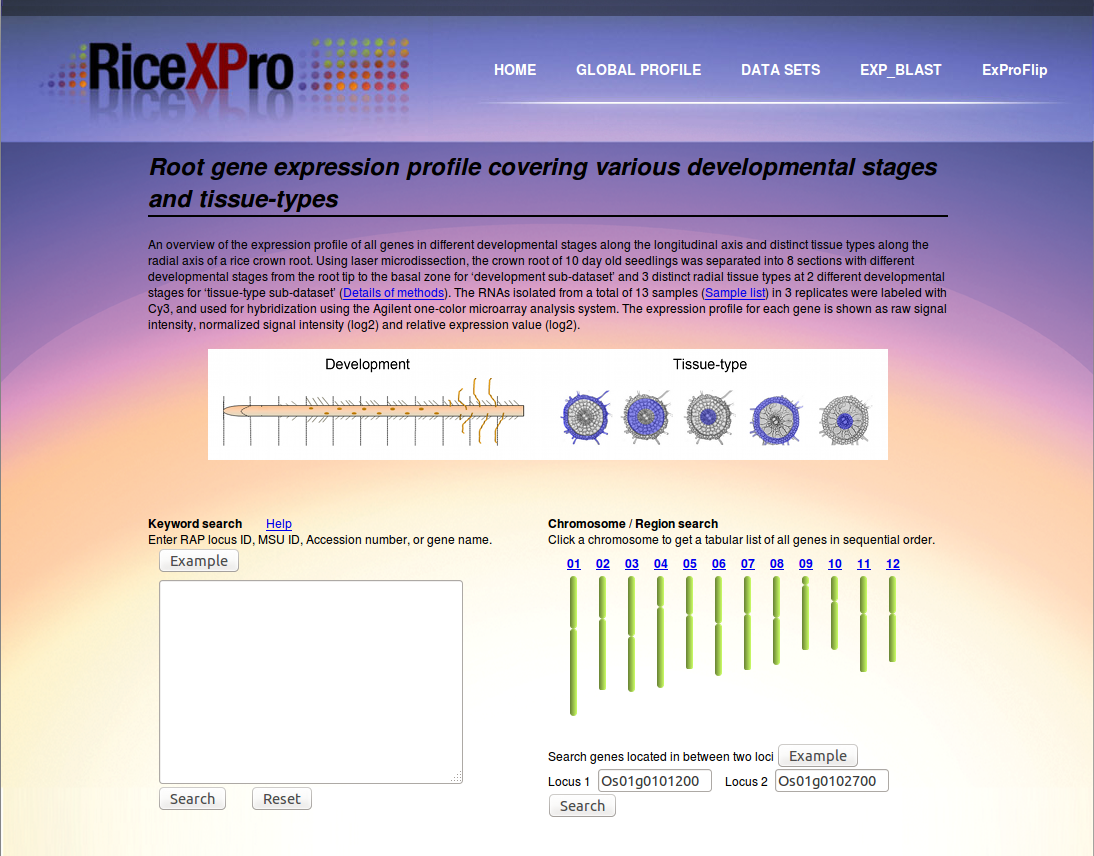 RiceXPro
HOME GLOBAL PROFILE DATA SETS EXP_BLAST ExProFlip
Root gene expression profile covering various developmental stages
and tissue-types
An overview of the expression profile of all genes in different developmental stages along the longitudinal axis and distinct tissue types along the
radial axis of a rice crown root. Using laser microdissection, the crown root of 10 day old seedlings was separated into 8 sections with different
developmental stages from the root tip to the basal zone for ‘development sub-dataset’ and 3 distinct radial tissue types at 2 different developmental
stages for ‘tissue-type sub-dataset’ (Details of methods). The RNAs isolated from a total of 13 samples (Sample list) in 3 replicates were labeled with
Cy3, and used for hybridization using the Agilent one-color microarray analysis system. The expression profile for each gene is shown as raw signal
intensity, normalized signal intensity (log2) and relative expression value (log2).
Development Tissue-type
Keyword search Help
Enter RAP locus ID, MSU ID, Accession number, or gene name.
Example
Search Reset
Chromosome / Region search
Click a chromosome to get a tabular list of all genes in sequential order.
01 02 03 04 05 06 07 08 09 10 11 12
Search genes located in between two loci Example
Locus 1 Os01g0101200 Locus 2 Os01g0102700
Search